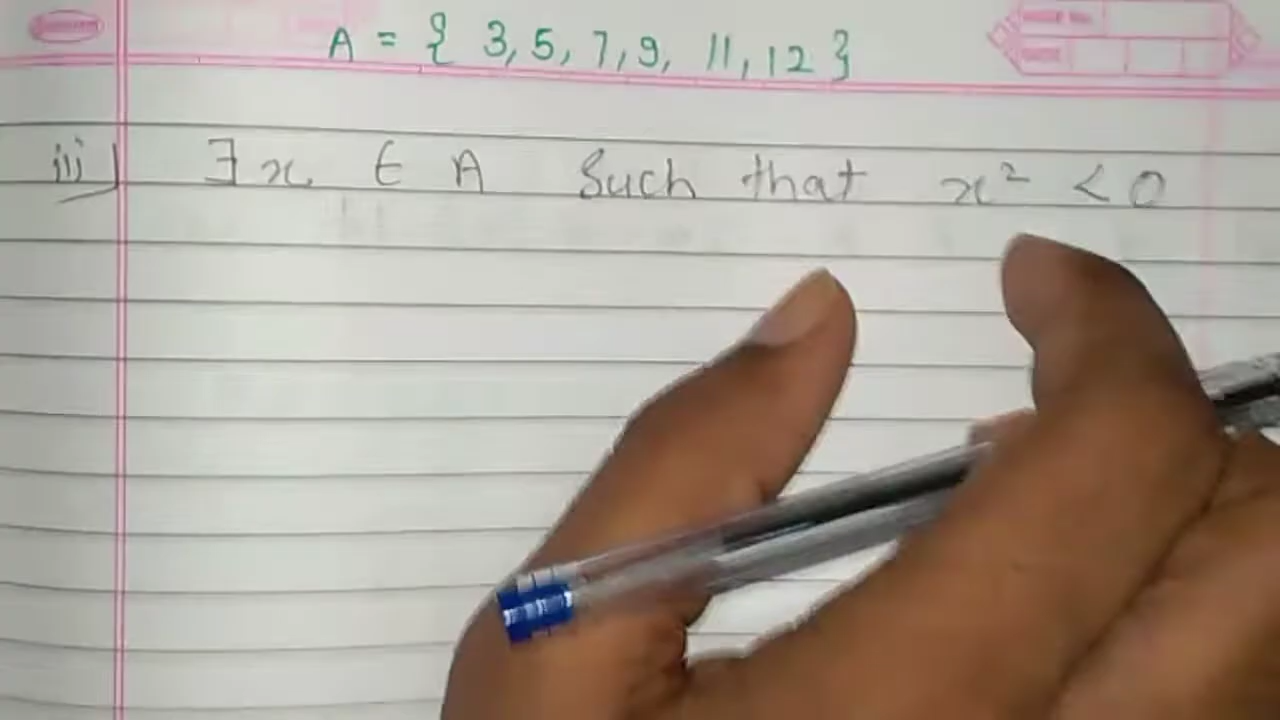 A = { 3, 5, 7, 9, 11, 12 }
iii) ∃ x ∈ A Such that x² < 0